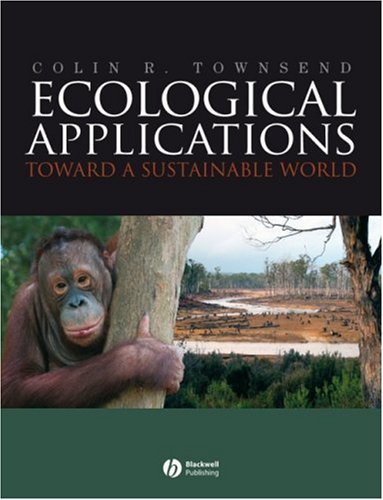 COLIN R. TOWNSEND
ECOLOGICAL
APPLICATIONS
TOWARD A SUSTAINABLE WORLD
Blackwell
Publishing